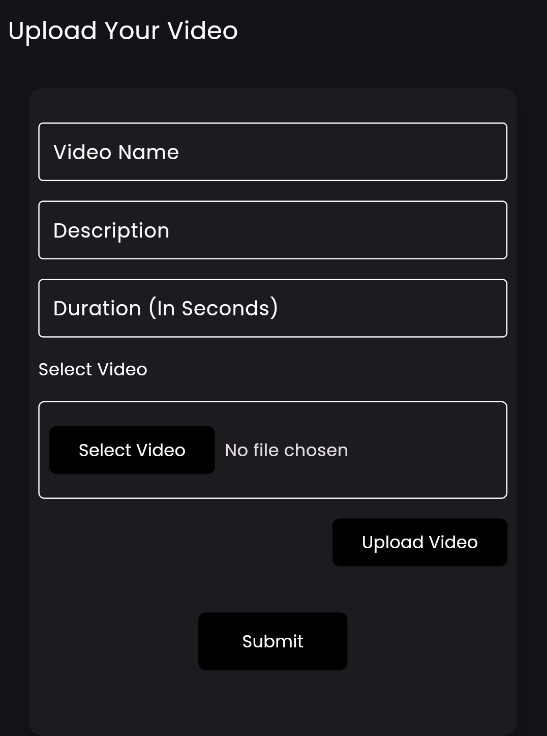 Upload Your Video
Video Name
Description
Duration (In Seconds)
Select Video
Select Video No file chosen
Upload Video
Submit